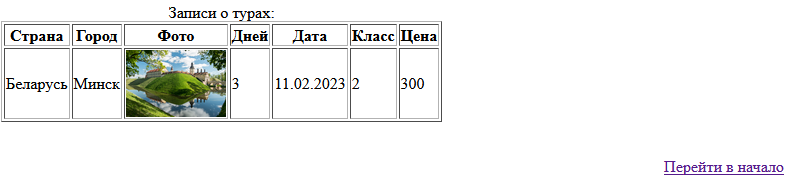 Записи о турах:
Страна Город Фото Дней Дата Класс Цена
Беларусь Минск 3 11.02.2023 2 300
Перейти в начало